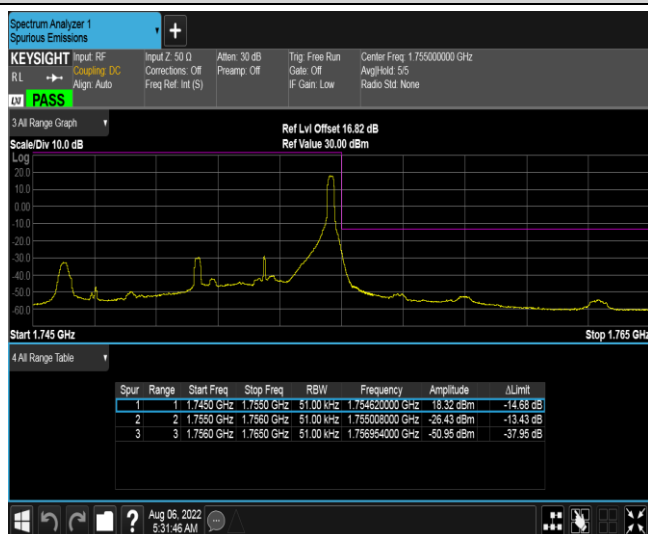 Spectrum Analyzer 1
Spurious Emissions
+
KEYSIGHT Input: RF Input Z: 50 Ω Atten: 30 dB Trig: Free Run Center Freq: 1.755000000 GHz
RL Coupling: DC Corrections: Off Preamp: Off Gate: Off Avg|Hold: 5/5
Align: Auto Freq Ref: Int (S) IF Gain: Low Radio Std: None
LXI PASS
3 All Range Graph
Ref Lvl Offset 16.82 dB
Scale/Div 10.0 dB Ref Value 30.00 dBm
Log
20.0
10.0
0.00
-10.0
-20.0
-30.0
-40.0
-50.0
-60.0
Start 1.745 GHz Stop 1.765 GHz
4 All Range Table
Spur Range Start Freq Stop Freq RBW Frequency Amplitude ΔLimit
1 1 1.7450 GHz 1.7550 GHz 51.00 kHz 1.754620000 GHz 18.32 dBm -14.68 dB
2 2 1.7550 GHz 1.7560 GHz 51.00 kHz 1.755008000 GHz -26.43 dBm -13.43 dB
3 3 1.7560 GHz 1.7650 GHz 51.00 kHz 1.756954000 GHz -50.95 dBm -37.95 dB
? Aug 06, 2022
5:31:46 AM